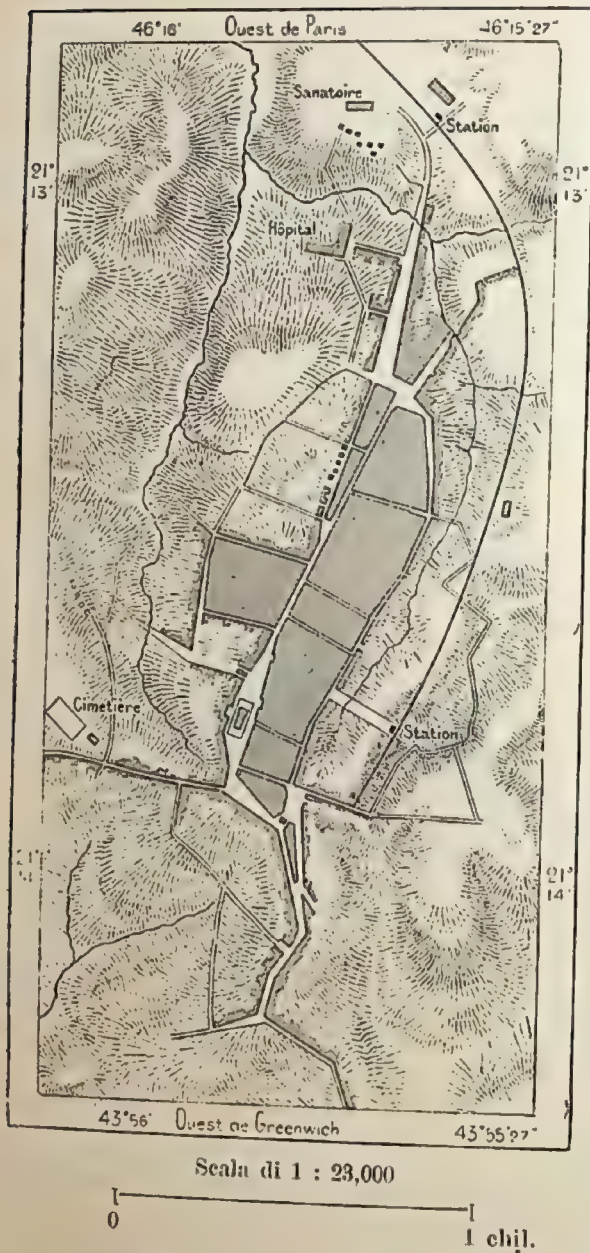 46°16'
Ouest de Paris
46°15'27"
Sanatoire
Station
21°
13'
21°
13'
Hôpital
Cimetière
Station
21°
14'
43°56'
Ouest de Greenwich
43°55'27"
Scala di 1 : 23,000
0
1 chil.